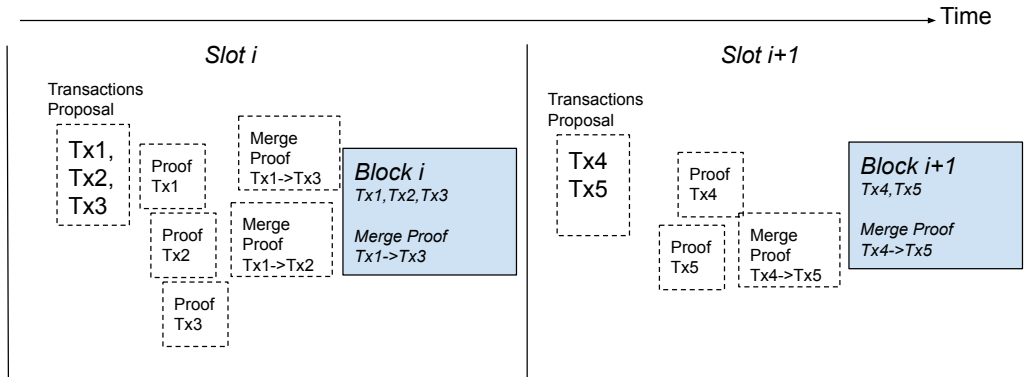 Time
Slot i
Transactions
Proposal
Tx1,
Tx2,
Tx3
Proof
Tx1
Proof
Tx2
Proof
Tx3
Merge
Proof
Tx1->Tx3
Merge
Proof
Tx1->Tx2
Block i
Tx1,Tx2,Tx3
Merge Proof
Tx1->Tx3
Slot i+1
Transactions
Proposal
Tx4
Tx5
Proof
Tx4
Proof
Tx5
Merge
Proof
Tx4->Tx5
Block i+1
Tx4,Tx5
Merge Proof
Tx4->Tx5